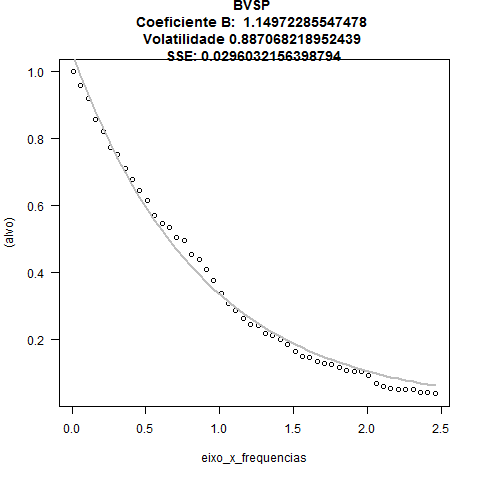 BVSP
Coeficiente B:  1.14972285547478
Volatilidade 0.887068218952439
SSE: 0.0296032156398794
1.0
0.8
0.6
0.4
0.2
(alvo)
0.0 0.5 1.0 1.5 2.0 2.5
eixo_x_frequencias